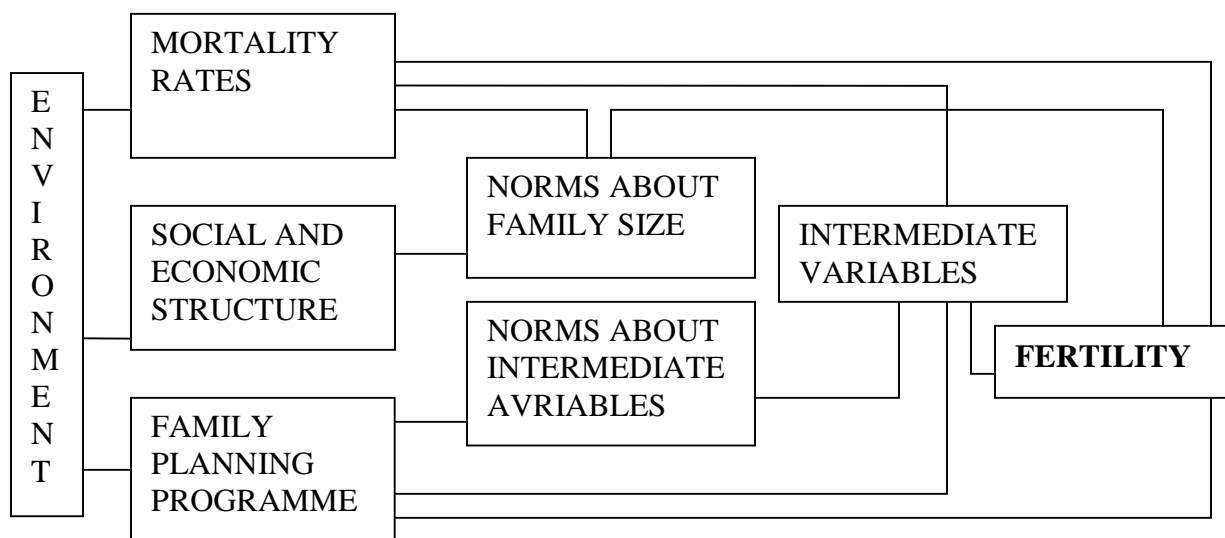 ENVIRONMENT
MORTALITY
RATES
SOCIAL AND
ECONOMIC
STRUCTURE
FAMILY
PLANNING
PROGRAMME
NORMS ABOUT
FAMILY SIZE
NORMS ABOUT
INTERMEDIATE
AVRIABLES
INTERMEDIATE
VARIABLES
FERTILITY